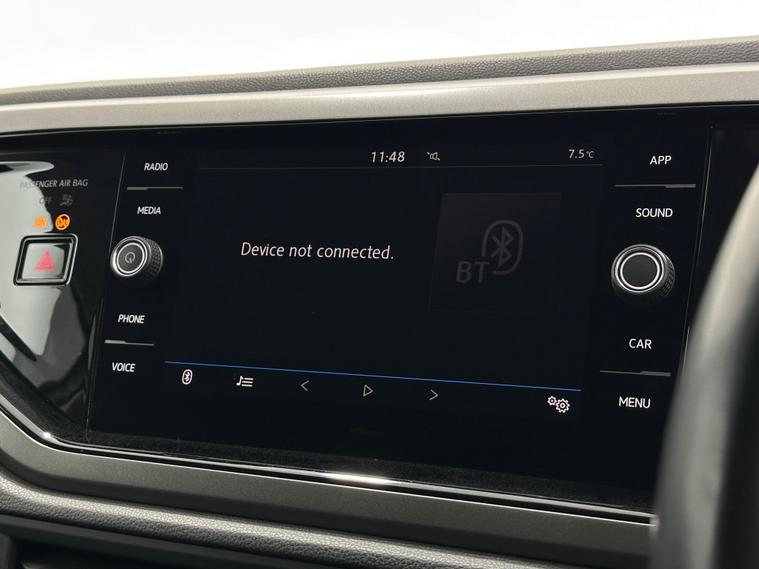 PASSENGER AIR BAG
OFF
RADIO
MEDIA
PHONE
VOICE
11:48
7.5°C
Device not connected.
BT
APP
SOUND
CAR
MENU